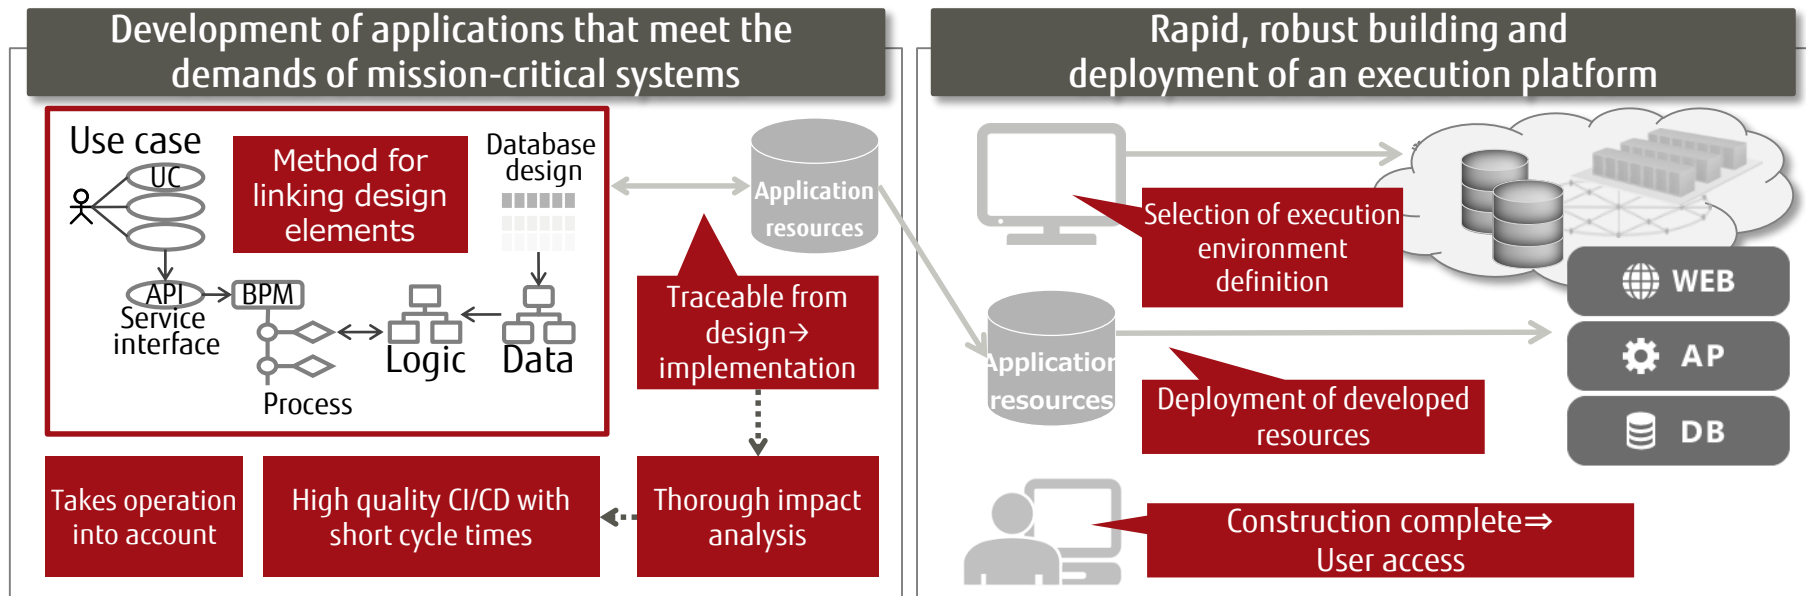 Development of applications that meet the
demands of mission-critical systems
Use case
UC
Method for
linking design
elements
Database
design
API
Service
interface
BPM
Process
Logic
Data
Application
resources
Traceable from
design→
implementation
Takes operation
into account
High quality CI/CD with
short cycle times
Thorough impact
analysis
Rapid, robust building and
deployment of an execution platform
Selection of execution
environment
definition
Application
resources
Deployment of developed
resources
WEB
AP
DB
Construction complete⇒
User access